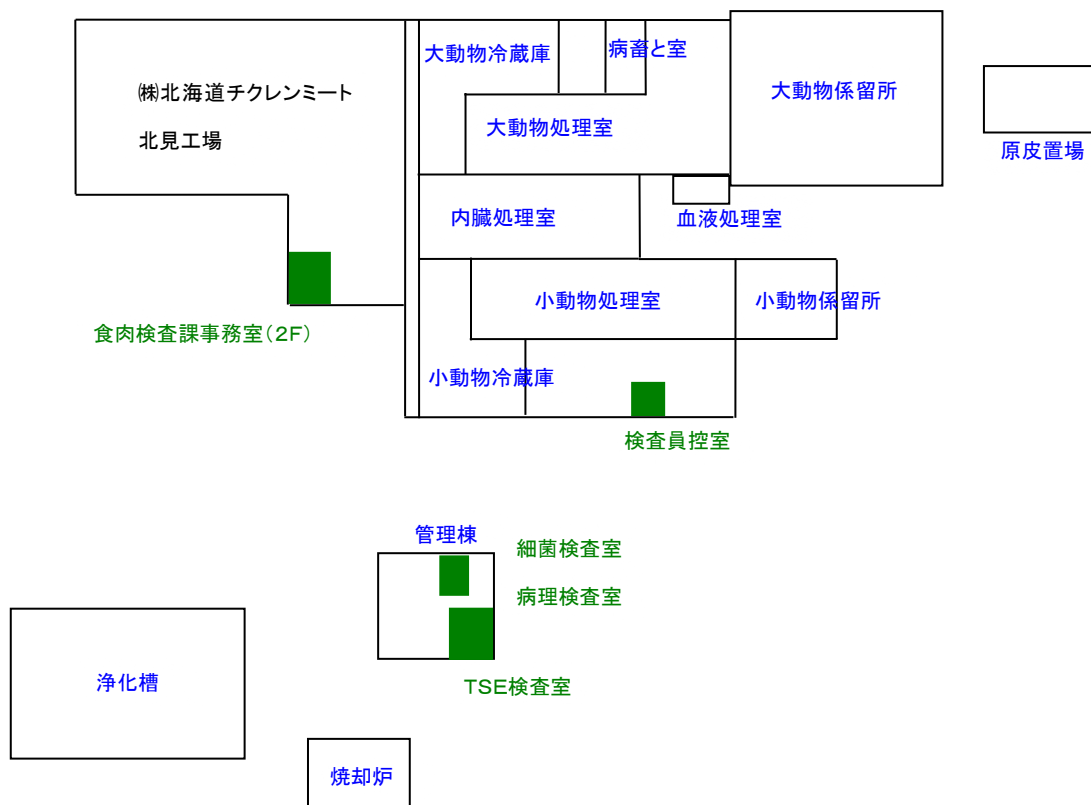 大動物冷蔵庫
病畜と室
㈱北海道チクレンミート
北見工場
大動物係留所
大動物処理室
原皮置場
内臓処理室
血液処理室
小動物処理室
小動物係留所
食肉検査課事務室(2F)
小動物冷蔵庫
検査員控室
管理棟
細菌検査室
病理検査室
浄化槽
TSE検査室
焼却炉